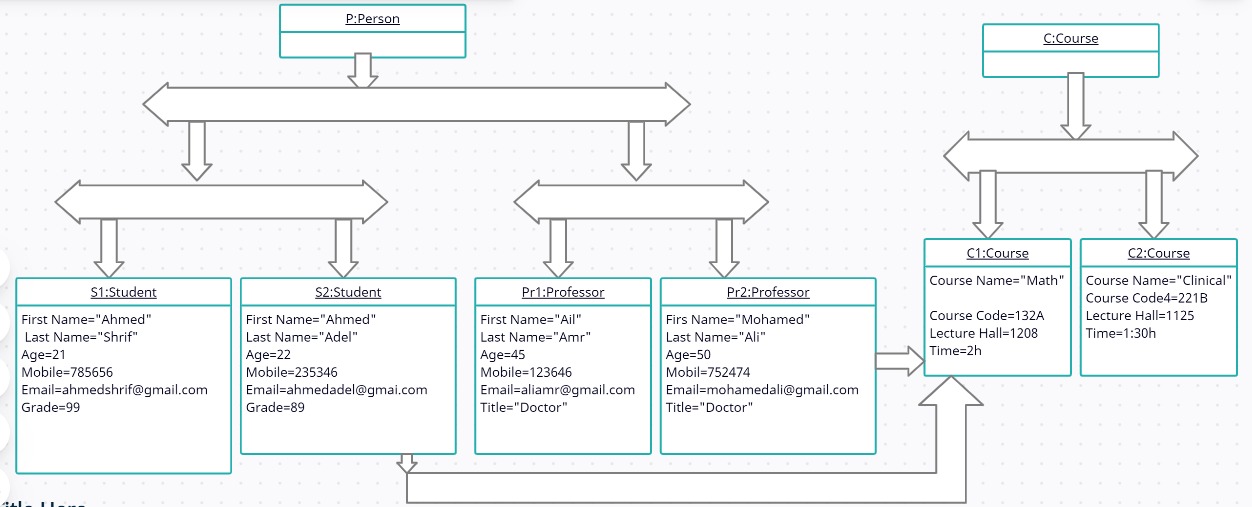 P:Person
C:Course
S1:Student
First Name="Ahmed"
Last Name="Shrif"
Age=21
Mobile=785656
Email=ahmedshrif@gmail.com
Grade=99
S2:Student
First Name="Ahmed"
Last Name="Adel"
Age=22
Mobile=235346
Email=ahmedadel@gmai.com
Grade=89
Pr1:Professor
First Name="Ail"
Last Name="Amr"
Age=45
Mobile=123646
Email=aliamr@gmail.com
Title="Doctor"
Pr2:Professor
Firs Name="Mohamed"
Last Name="Ali"
Age=50
Mobil=752474
Email=mohamedali@gmail.com
Title="Doctor"
C1:Course
Course Name="Math"
Course Code=132A
Lecture Hall=1208
Time=2h
C2:Course
Course Name="Clinical"
Course Code4=221B
Lecture Hall=1125
Time=1:30h